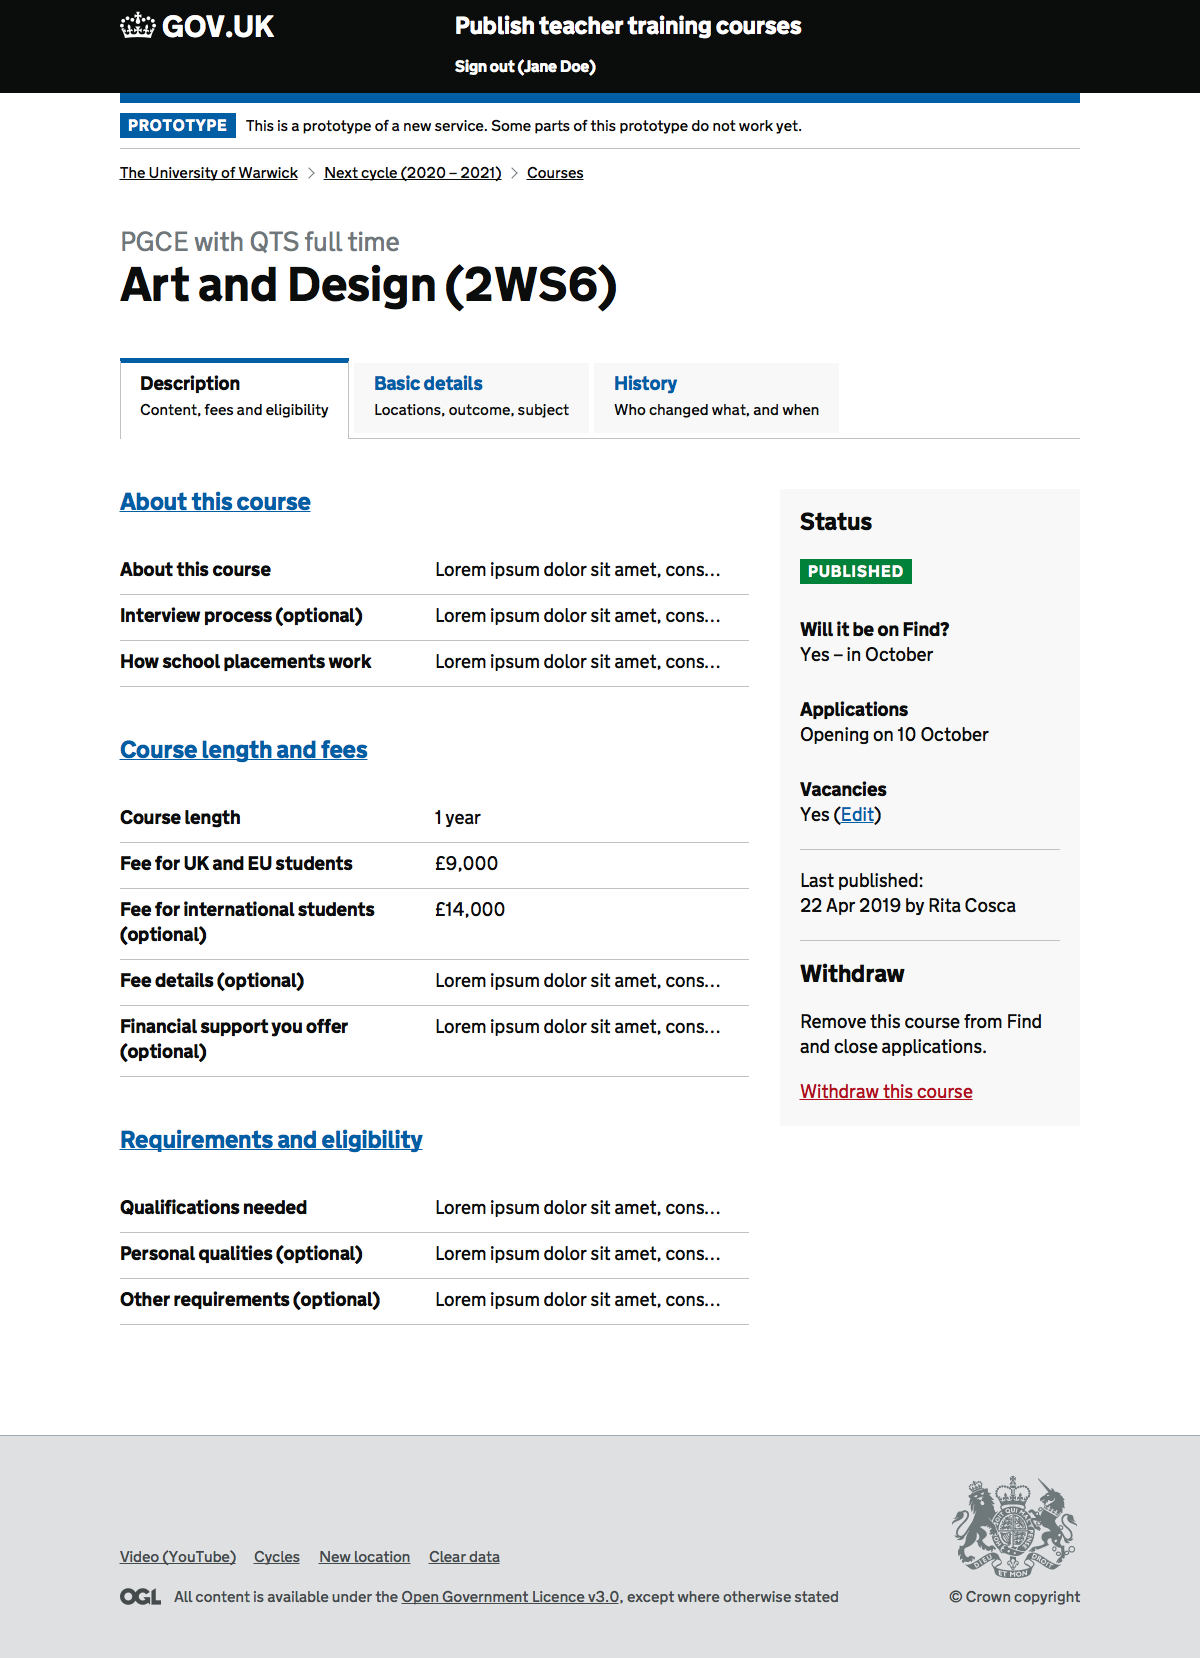 GOV.UK
Publish teacher training courses
Sign out (Jane Doe)
PROTOTYPE This is a prototype of a new service. Some parts of this prototype do not work yet.
The University of Warwick Next cycle (2020 – 2021) Courses
PGCE with QTS full time
Art and Design (2WS6)
Description
Content, fees and eligibility
Basic details
Locations, outcome, subject
History
Who changed what, and when
About this course
About this course Lorem ipsum dolor sit amet, cons…
Interview process (optional) Lorem ipsum dolor sit amet, cons…
How school placements work Lorem ipsum dolor sit amet, cons…
Course length and fees
Course length 1 year
Fee for UK and EU students £9,000
Fee for international students £14,000
(optional)
Fee details (optional) Lorem ipsum dolor sit amet, cons…
Financial support you offer Lorem ipsum dolor sit amet, cons…
(optional)
Requirements and eligibility
Qualifications needed Lorem ipsum dolor sit amet, cons…
Personal qualities (optional) Lorem ipsum dolor sit amet, cons…
Other requirements (optional) Lorem ipsum dolor sit amet, cons…
Status
PUBLISHED
Will it be on Find?
Yes – in October
Applications
Opening on 10 October
Vacancies
Yes (Edit)
Last published:
22 Apr 2019 by Rita Cosca
Withdraw
Remove this course from Find
and close applications.
Withdraw this course
Video (YouTube) Cycles New location Clear data
OGL All content is available under the Open Government Licence v3.0, except where otherwise stated
DIEU ET MON DROIT
© Crown copyright